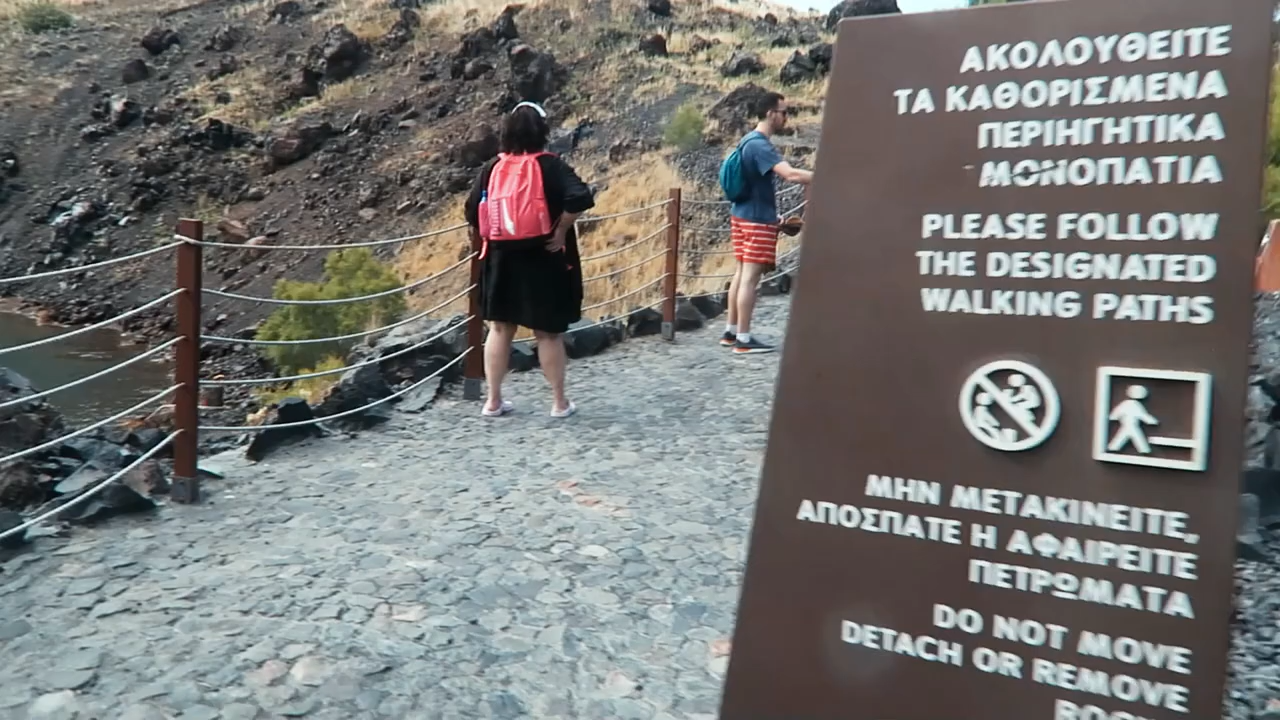 ΑΚΟΛΟΥΘΕΙΤΕ
ΤΑ ΚΑΘΟΡΙΣΜΕΝΑ
ΠΕΡΙΗΓΗΤΙΚΑ
ΜΟΝΟΠΑΤΙΑ
PLEASE FOLLOW
THE DESIGNATED
WALKING PATHS
ΜΗΝ ΜΕΤΑΚΙΝΕΙΤΕ,
ΑΠΟΣΠΑΤΕ Η ΑΦΑΙΡΕΙΤΕ
ΠΕΤΡΩΜΑΤΑ
DO NOT MOVE
DETACH OR REMOVE